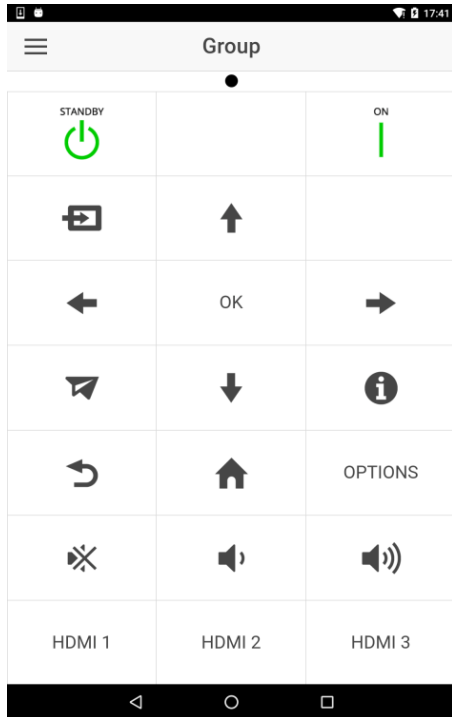 17:41
Group
STANDBY
ON
OK
OPTIONS
HDMI 1
HDMI 2
HDMI 3